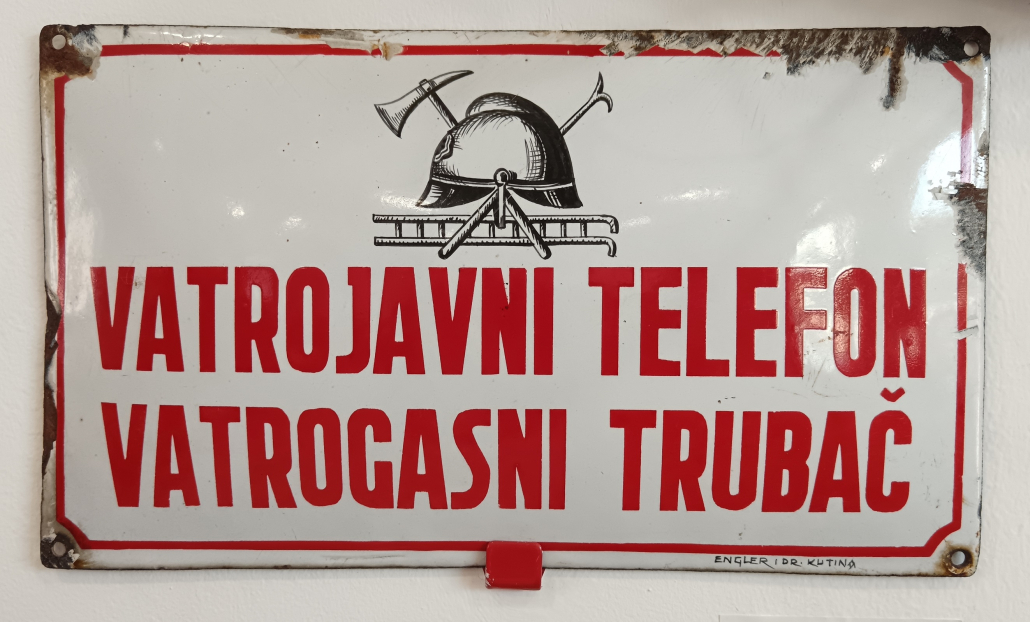 VATROJAVNI TELEFON
VATROGASNI TRUBAČ
ENGLER I DR. KUTINA